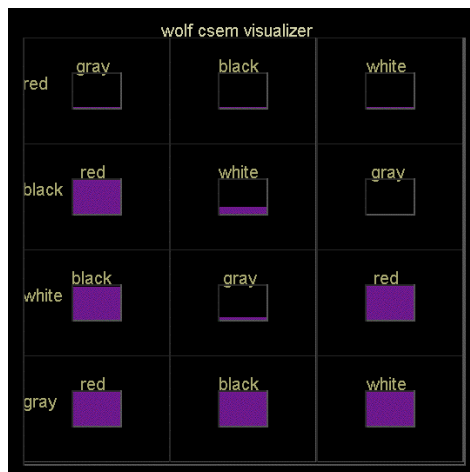 wolf csem visualizer
gray black white
red
red white gray
black
black gray red
white
red black white
gray